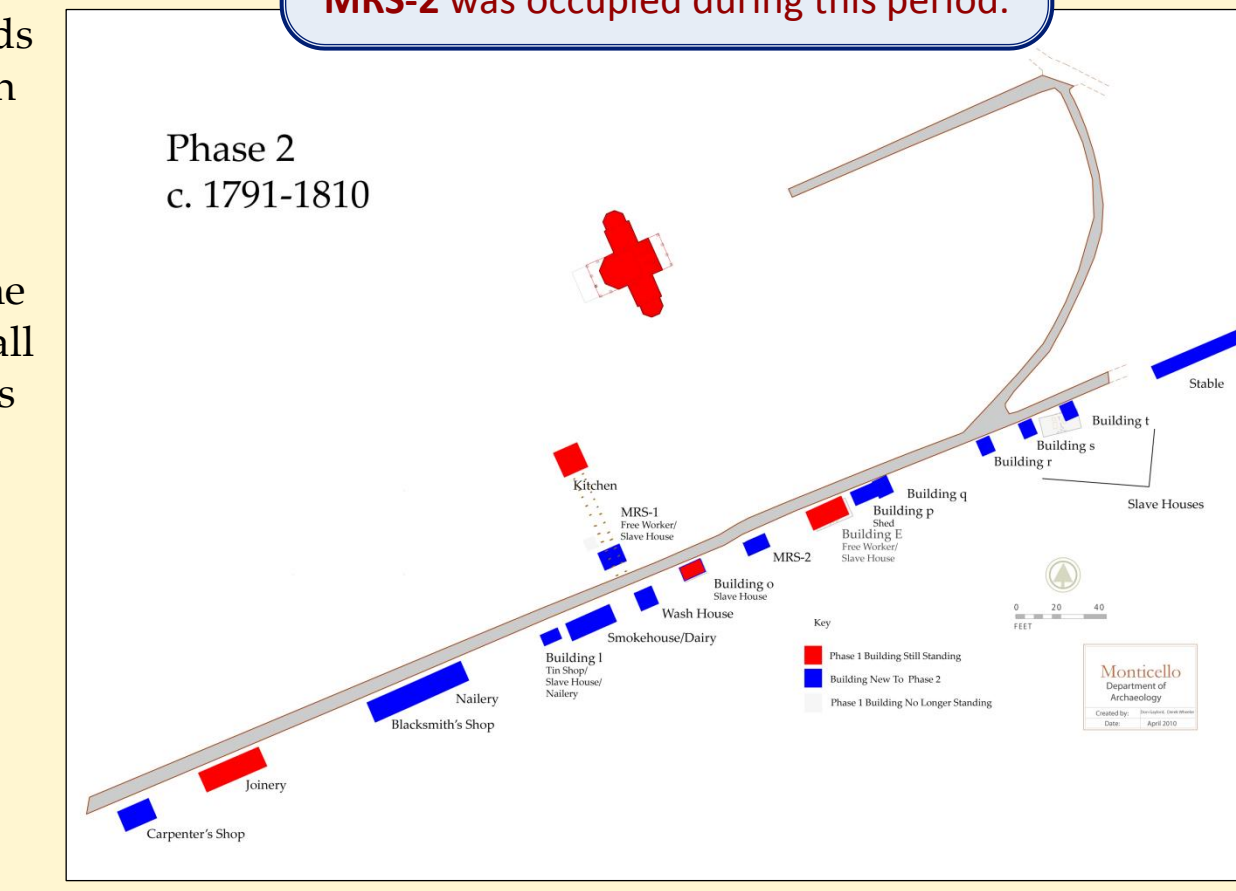 MRS-2 was occupied during this period.
Phase 2
c. 1791-1810
Stable
Building t
Building s
Building r
Slave Houses
Building q
Building p
Shed
Building E
Free Worker/
Slave House
Kitchen
MRS-1
Free Worker/
Slave House
MRS-2
Building o
Slave House
Wash House
Smokehouse/Dairy
Building l
Tin Shop/
Slave House/
Nailery
Nailery
Blacksmith's Shop
Joinery
Carpenter's Shop
0 20 40
FEET
Key
Phase 1 Building Still Standing
Building New To Phase 2
Phase 1 Building No Longer Standing
Monticello
Department of
Archaeology
Created by:
Date: April 2010